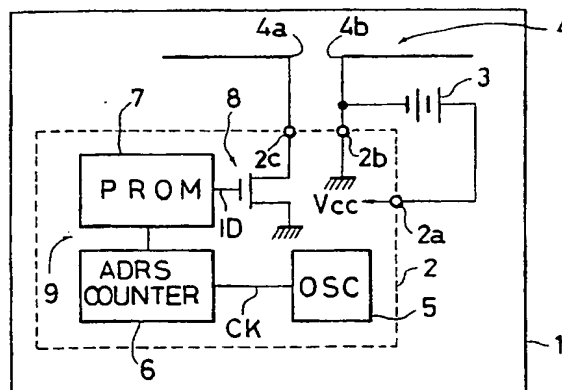 4a 4b 4
3
7 8
2c 2b
PROM
ID
Vcc
2a
9
ADRS
COUNTER
OSC
2
CK
5
6
1